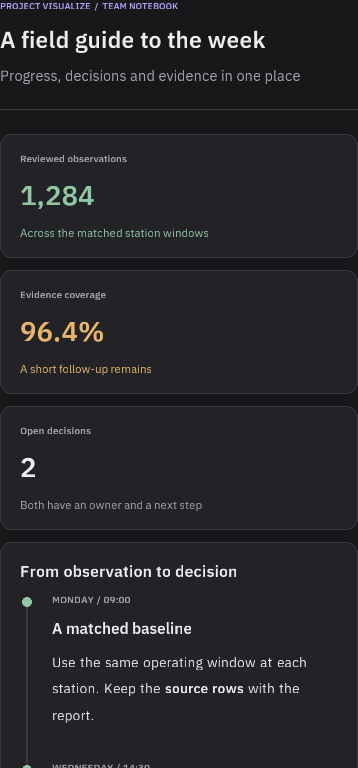 PROJECT VISUALIZE / TEAM NOTEBOOK
A field guide to the week
Progress, decisions and evidence in one place
Reviewed observations
1,284
Across the matched station windows
Evidence coverage
96.4%
A short follow-up remains
Open decisions
2
Both have an owner and a next step
From observation to decision
MONDAY / 09:00
A matched baseline
Use the same operating window at each
station. Keep the source rows with the
report.
WEDNESDAY / 14:30